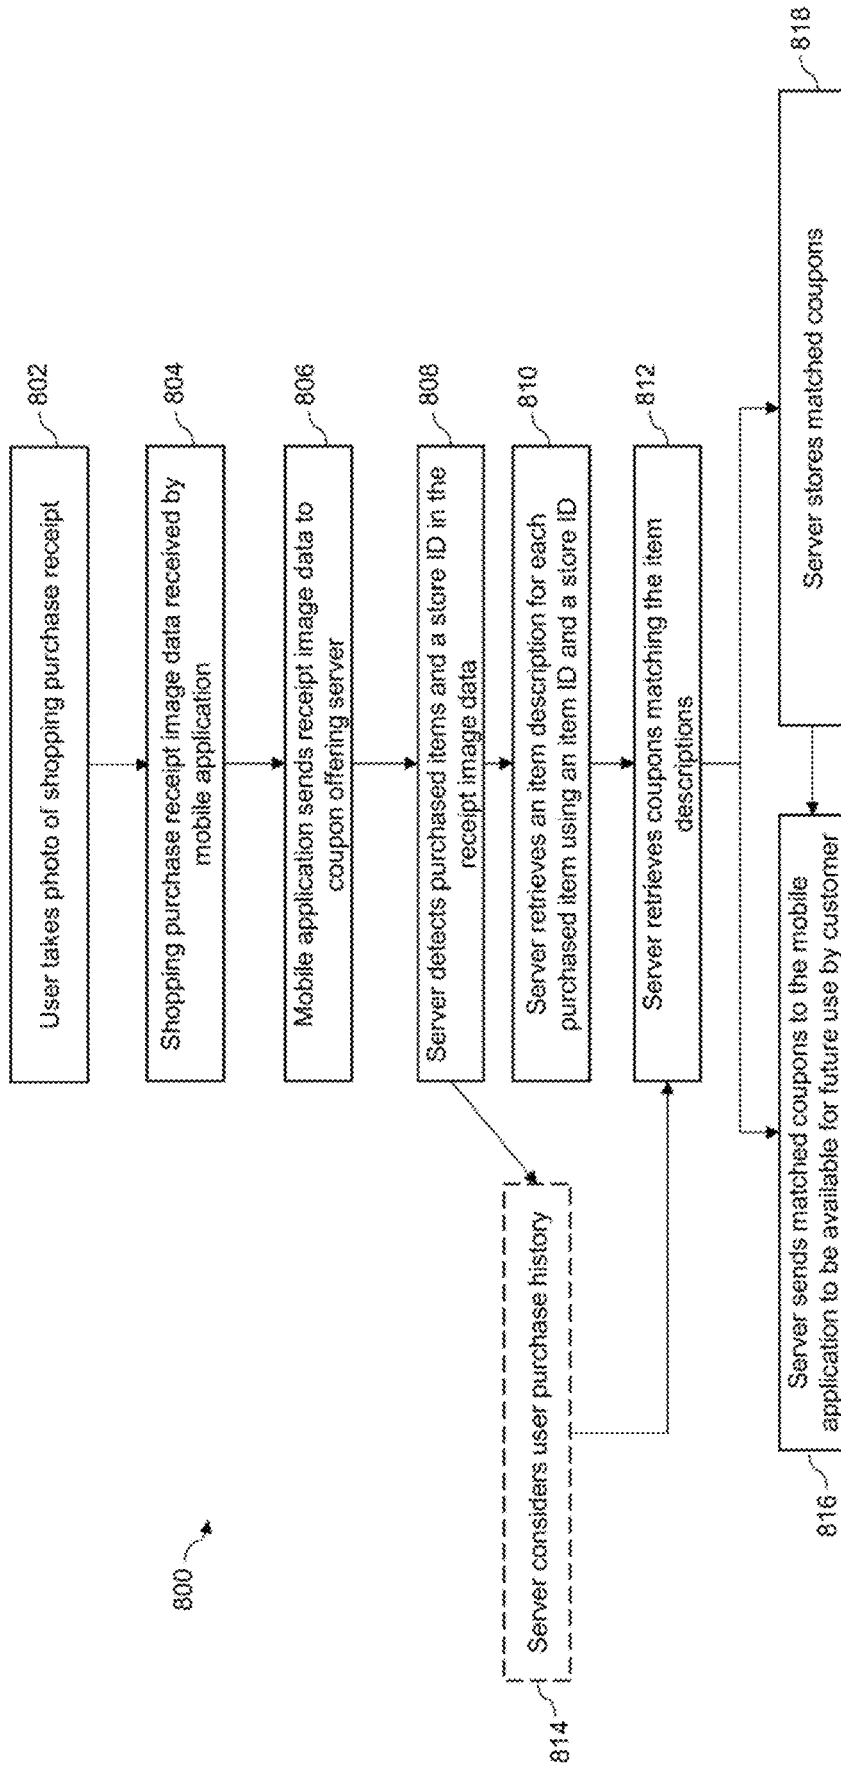 800
User takes photo of shopping purchase receipt
802
Shopping purchase receipt image data received by
mobile application
804
Mobile application sends receipt image data to
coupon offering server
806
Server detects purchased items and a store ID in the
receipt image data
808
Server considers user purchase history
814
Server retrieves an item description for each
purchased item using an item ID and a store ID
810
Server retrieves coupons matching the item
descriptions
812
Server sends matched coupons to the mobile
application to be available for future use by customer
816
Server stores matched coupons
818